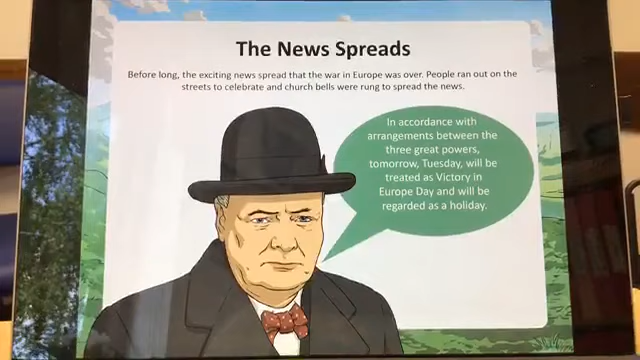 The News Spreads
Before long, the exciting news spread that the war in Europe was over. People ran out on the
streets to celebrate and church bells were rung to spread the news.
In accordance with
arrangements between the
three great powers,
tomorrow, Tuesday, will be
treated as Victory in
Europe Day and will be
regarded as a holiday.